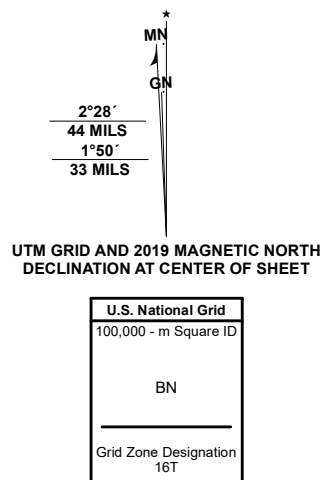 ★
MN
GN
2°28´
44 MILS
1°50´
33 MILS
UTM GRID AND 2019 MAGNETIC NORTH
DECLINATION AT CENTER OF SHEET
U.S. National Grid
100,000 - m Square ID
BN
Grid Zone Designation
16T